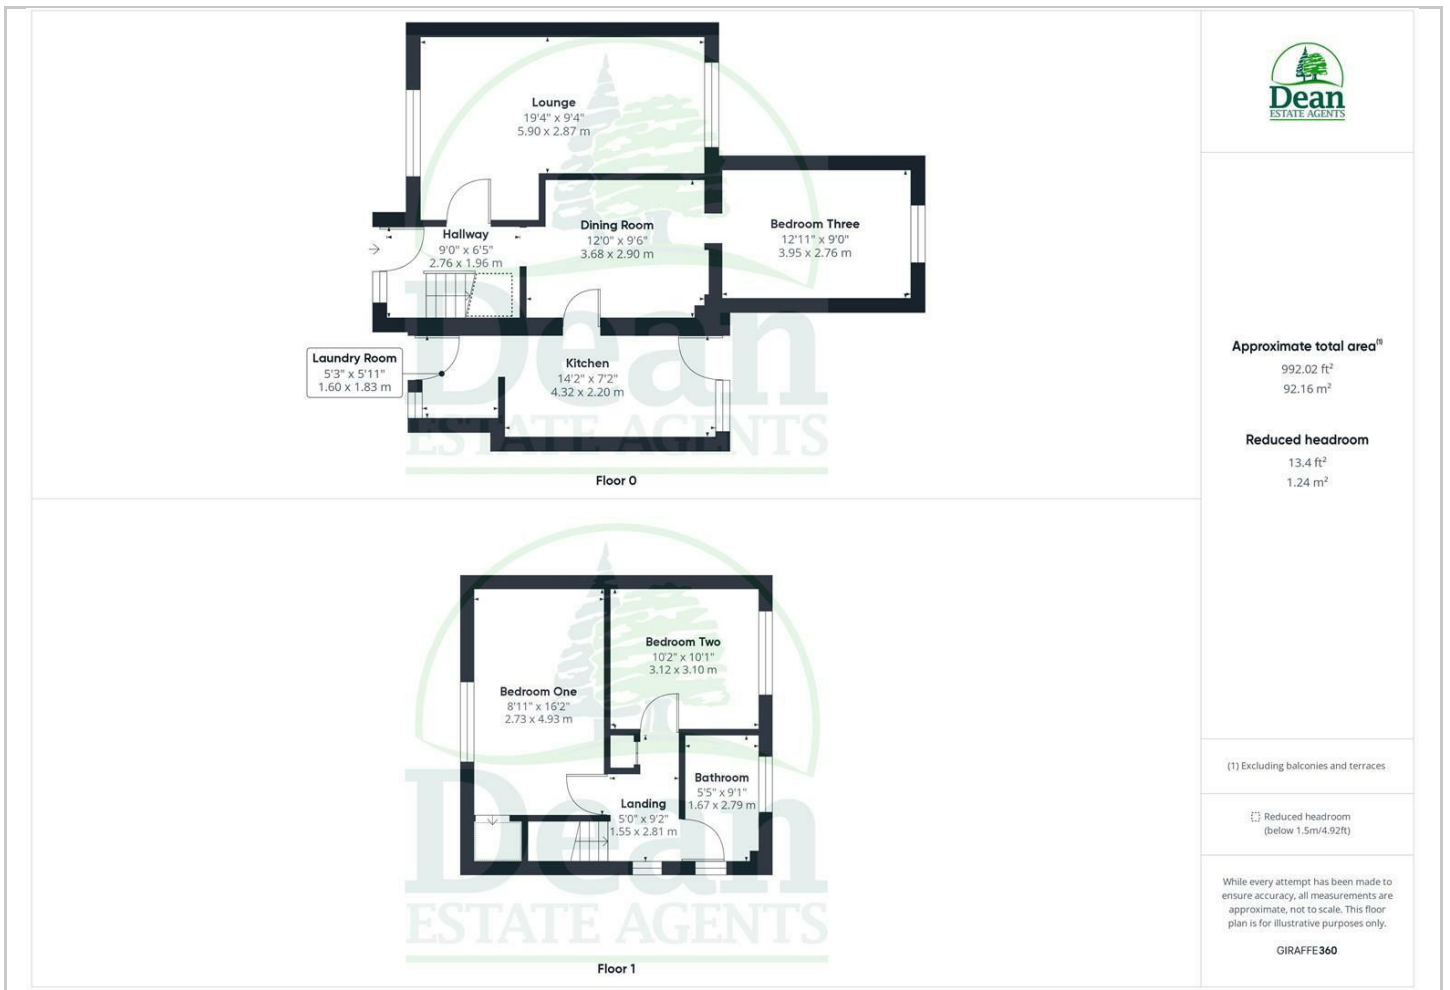 Lounge
19'4" x 9'4"
5.90 x 2.87 m
Hallway
9'0" x 6'5"
2.76 x 1.96 m
Dining Room
12'0" x 9'6"
3.68 x 2.90 m
Bedroom Three
12'11" x 9'0"
3.95 x 2.76 m
Laundry Room
5'3" x 5'11"
1.60 x 1.83 m
Kitchen
14'2" x 7'2"
4.32 x 2.20 m
Dean
ESTATE AGENTS
Floor 0
Bedroom One
8'11" x 16'2"
2.73 x 4.93 m
Bedroom Two
10'2" x 10'1"
3.12 x 3.10 m
Landing
5'0" x 9'2"
1.55 x 2.81 m
Bathroom
5'5" x 9'1"
1.67 x 2.79 m
Dean
ESTATE AGENTS
Floor 1
Dean
ESTATE AGENTS
Approximate total area⁽¹⁾
992.02 ft²
92.16 m²
Reduced headroom
13.4 ft²
1.24 m²
(1) Excluding balconies and terraces
Reduced headroom
(below 1.5m/4.92ft)
While every attempt has been made to
ensure accuracy, all measurements are
approximate, not to scale. This floor
plan is for illustrative purposes only.
GIRAFFE360